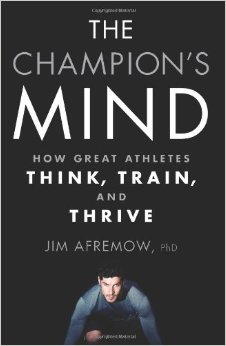 THE
CHAMPION'S
MIND
HOW GREAT ATHLETES
THINK, TRAIN,
AND
THRIVE
JIM AFREMOW, PhD